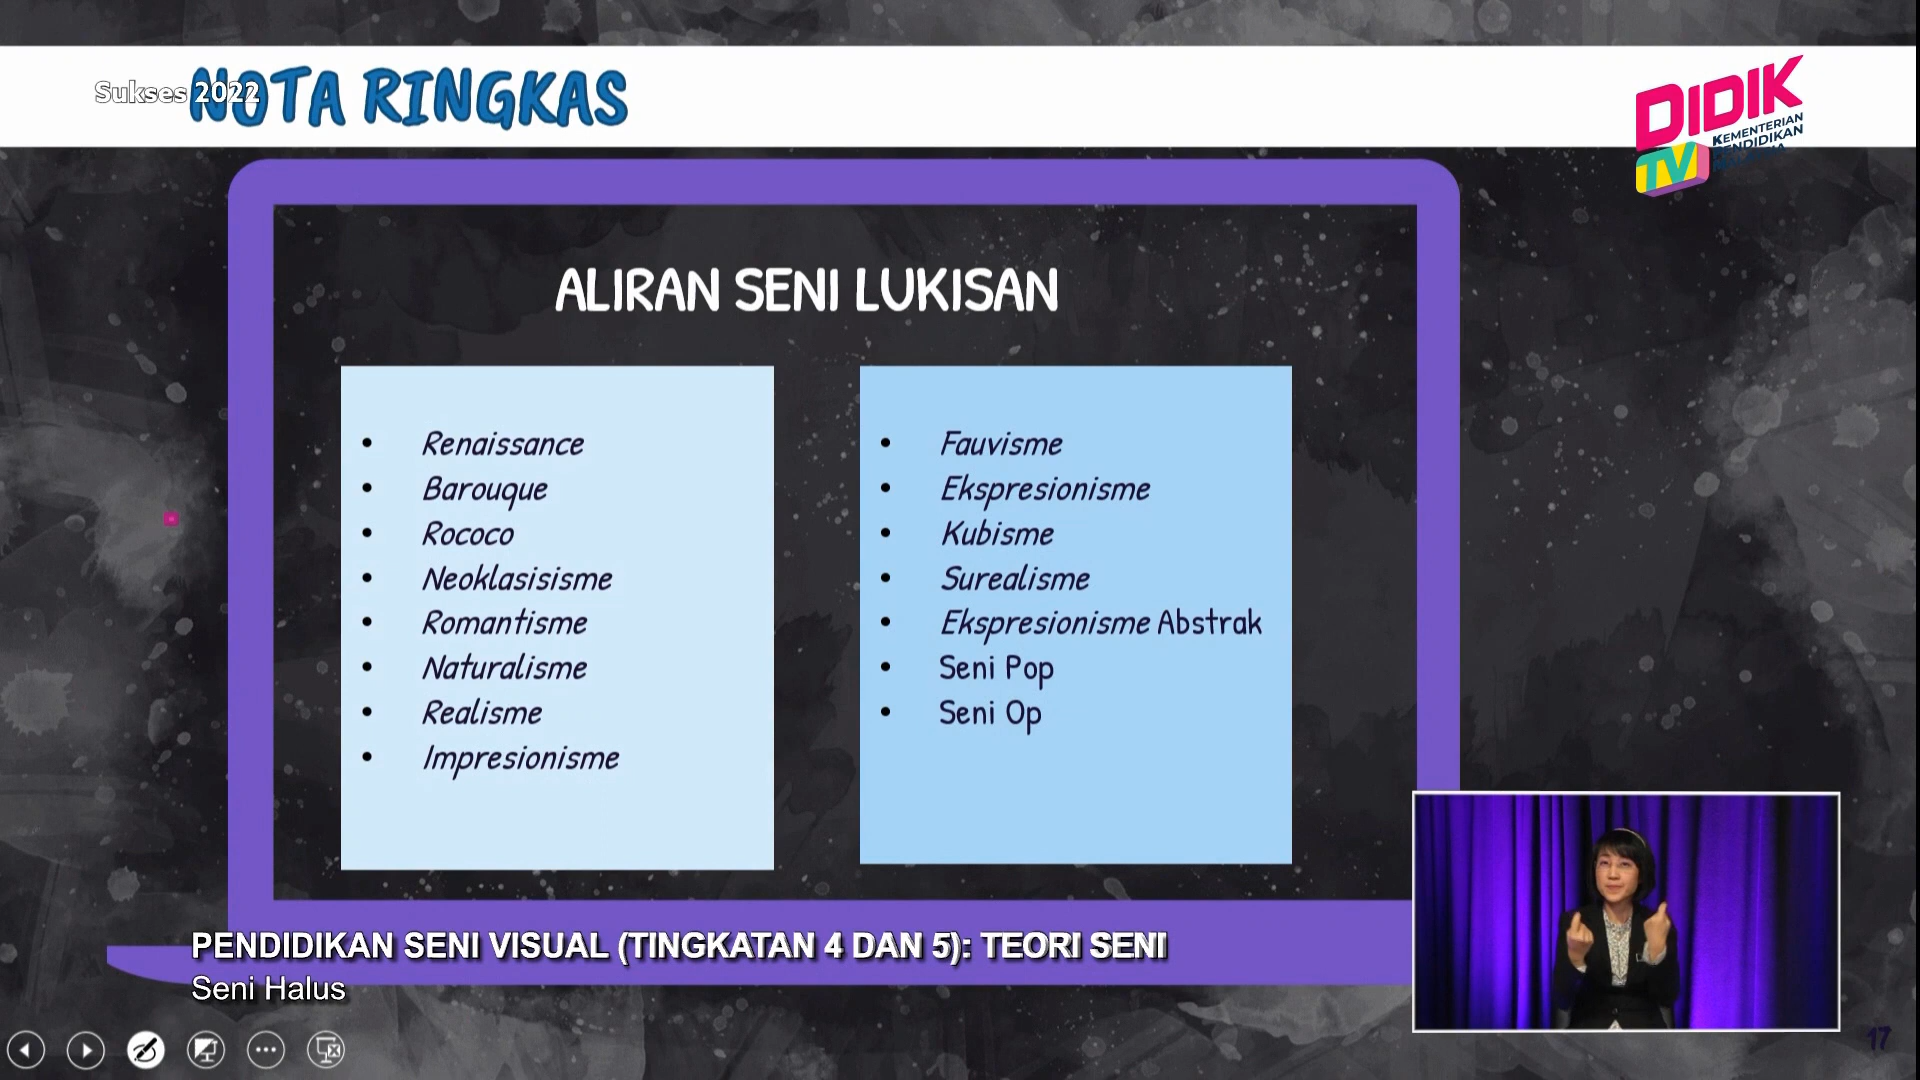 Sukses 2022
NOTA RINGKAS
DIDIK
TV
KEMENTERIAN
PENDIDIKAN
MALAYSIA
ALIRAN SENI LUKISAN
• Renaissance
• Barouque
• Rococo
• Neoklasisisme
• Romantisme
• Naturalisme
• Realisme
• Impresionisme
• Fauvisme
• Ekspresionisme
• Kubisme
• Surealisme
• Ekspresionisme Abstrak
• Seni Pop
• Seni Op
PENDIDIKAN SENI VISUAL (TINGKATAN 4 DAN 5): TEORI SENI
Seni Halus
17